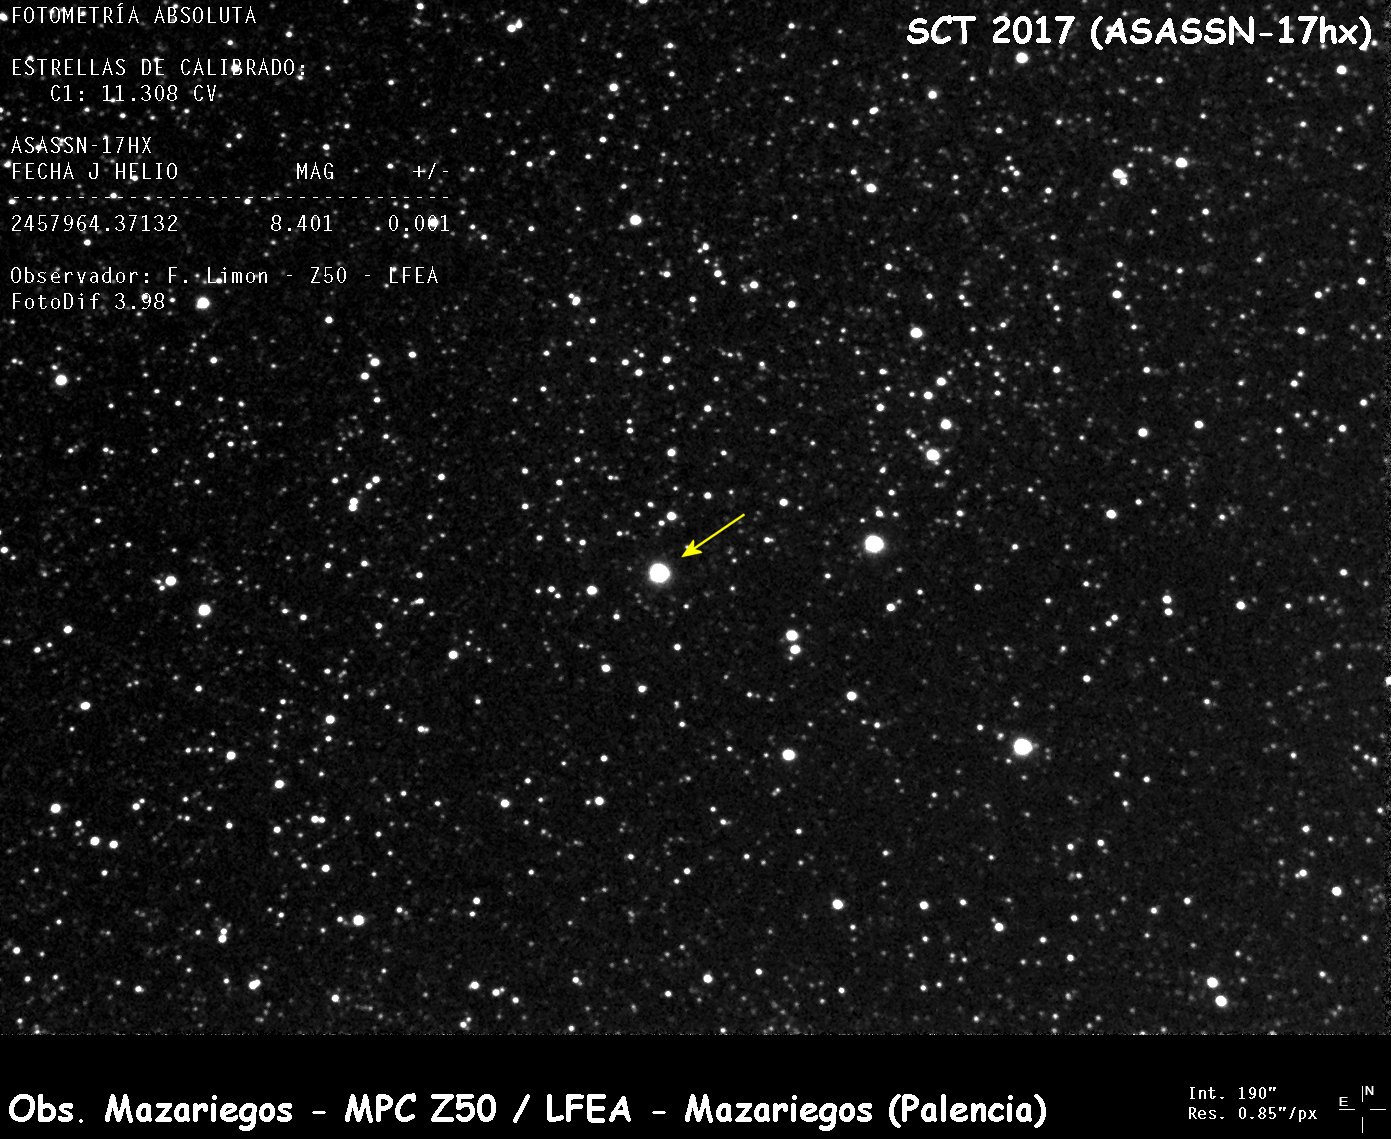 FOTOMETRÍA ABSOLUTA
SCT 2017 (ASASSN-17hx)
ESTRELLAS DE CALIBRADO:
C1: 11.308 CV
ASASSN-17HX
FECHA J HELIO MAG +/-
----------------------------------
2457964.37132 8.401 0.001
Observador: F. Limon - Z50 - LFEA
FotoDif 3.98
Obs. Mazariegos - MPC Z50 / LFEA - Mazariegos (Palencia)
Int. 190"
Res. 0.85"/px
N
E